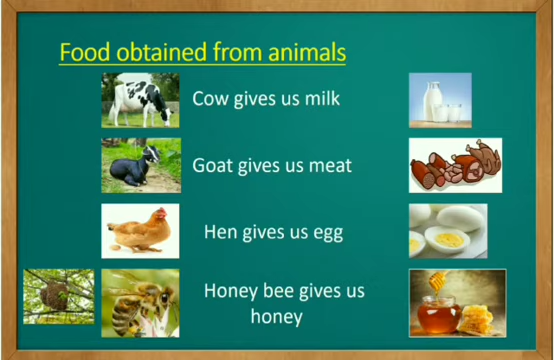 Food obtained from animals
Cow gives us milk
Goat gives us meat
Hen gives us egg
Honey bee gives us
honey